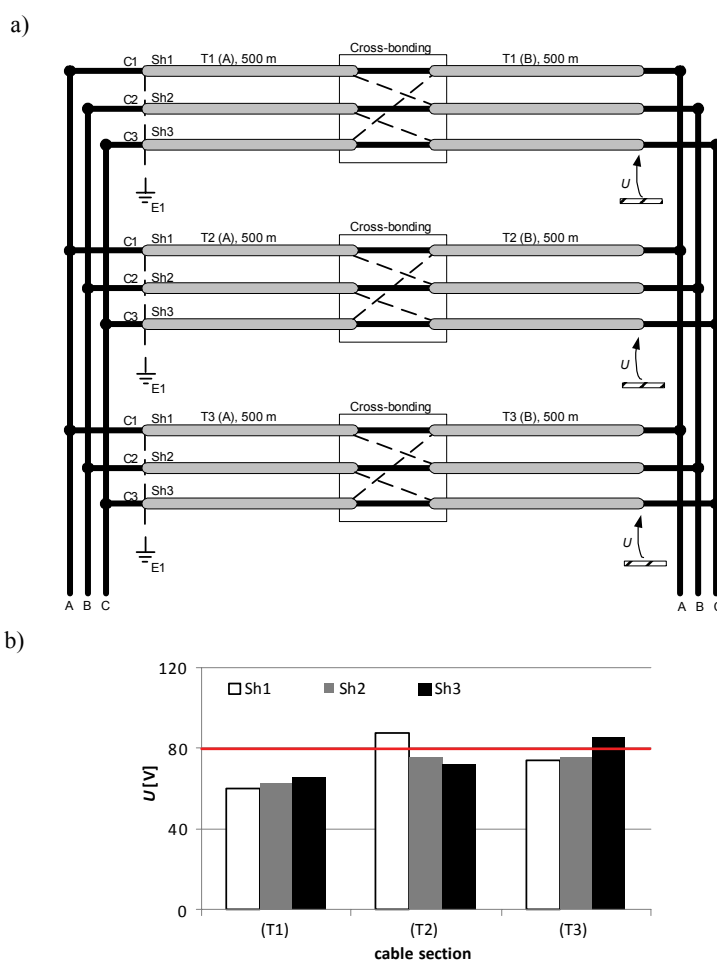 a)
Cross-bonding
C1 Sh1 T1 (A), 500 m T1 (B), 500 m
C2 Sh2
C3 Sh3
U
E1
Cross-bonding
C1 Sh1 T2 (A), 500 m T2 (B), 500 m
C2 Sh2
C3 Sh3
U
E1
Cross-bonding
C1 Sh1 T3 (A), 500 m T3 (B), 500 m
C2 Sh2
C3 Sh3
U
E1
A B C A B C
b)
120
Sh1 Sh2 Sh3
80
U [V]
40
0
(T1) (T2) (T3)
cable section